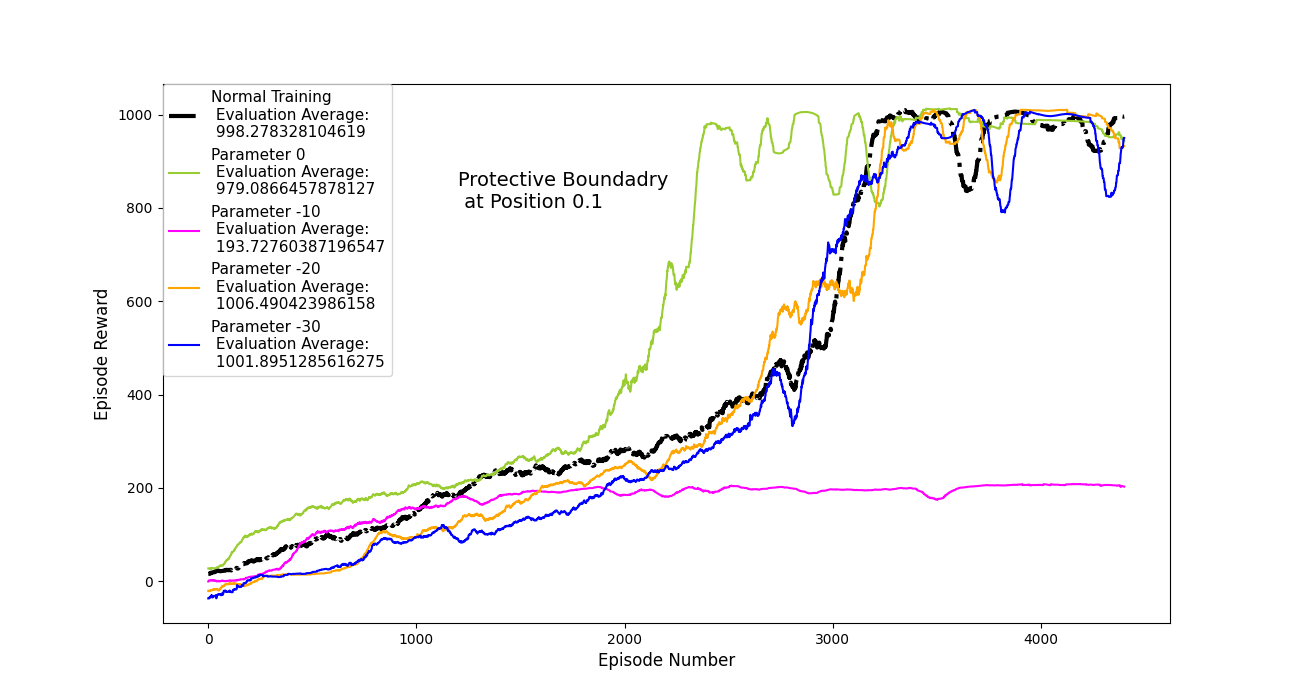 Normal Training
Evaluation Average:
998.278328104619
Parameter 0
Evaluation Average:
979.0866457878127
Parameter -10
Evaluation Average:
193.72760387196547
Parameter -20
Evaluation Average:
1006.490423986158
Parameter -30
Evaluation Average:
1001.8951285616275
Protective Boundadry
at Position 0.1
Episode Reward
1000
800
600
400
200
0
0
1000
2000
3000
4000
Episode Number